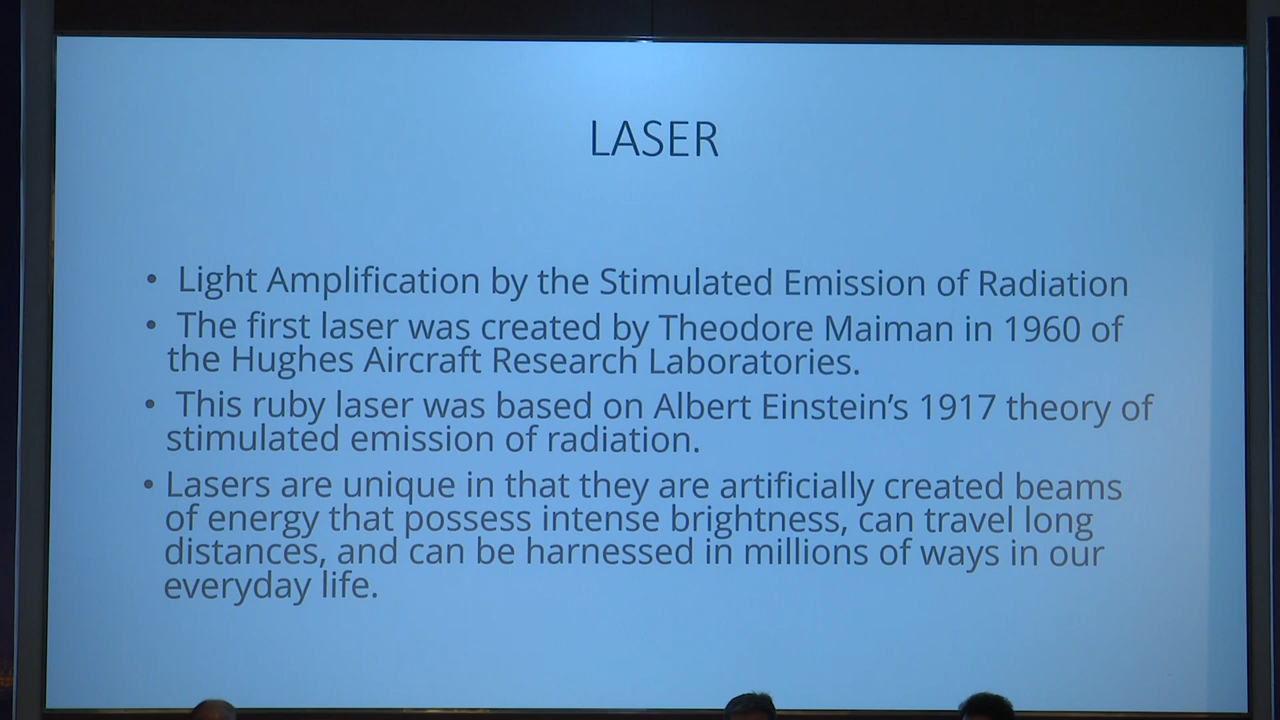 LASER
• Light Amplification by the Stimulated Emission of Radiation
• The first laser was created by Theodore Maiman in 1960 of
the Hughes Aircraft Research Laboratories.
• This ruby laser was based on Albert Einstein’s 1917 theory of
stimulated emission of radiation.
• Lasers are unique in that they are artificially created beams
of energy that possess intense brightness, can travel long
distances, and can be harnessed in millions of ways in our
everyday life.